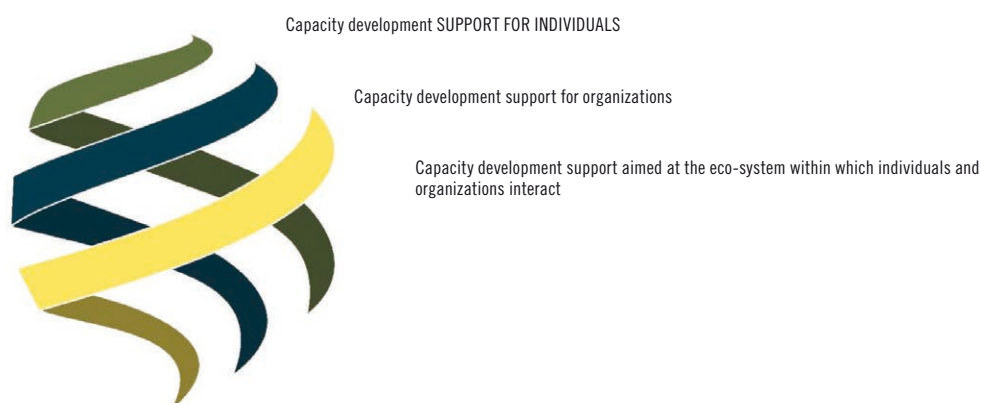 Capacity development SUPPORT FOR INDIVIDUALS
Capacity development support for organizations
Capacity development support aimed at the eco-system within which individuals and
organizations interact